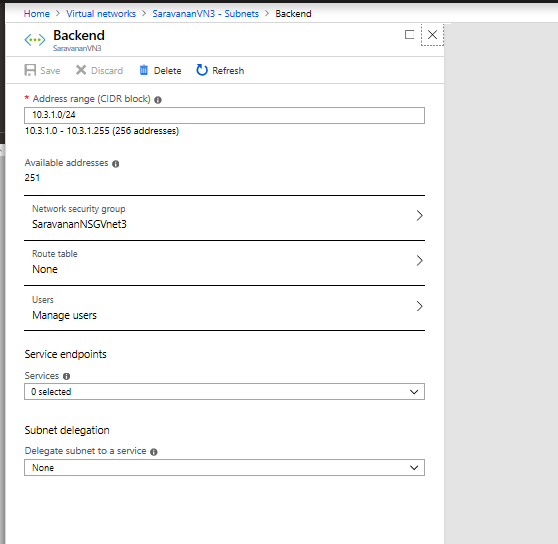 Home > Virtual networks > SaravananVN3 - Subnets > Backend
Backend
SaravananVN3
Save Discard Delete Refresh
* Address range (CIDR block)
10.3.1.0/24
10.3.1.0 - 10.3.1.255 (256 addresses)
Available addresses
251
Network security group
SaravananNSGVnet3
Route table
None
Users
Manage users
Service endpoints
Services
0 selected
Subnet delegation
Delegate subnet to a service
None